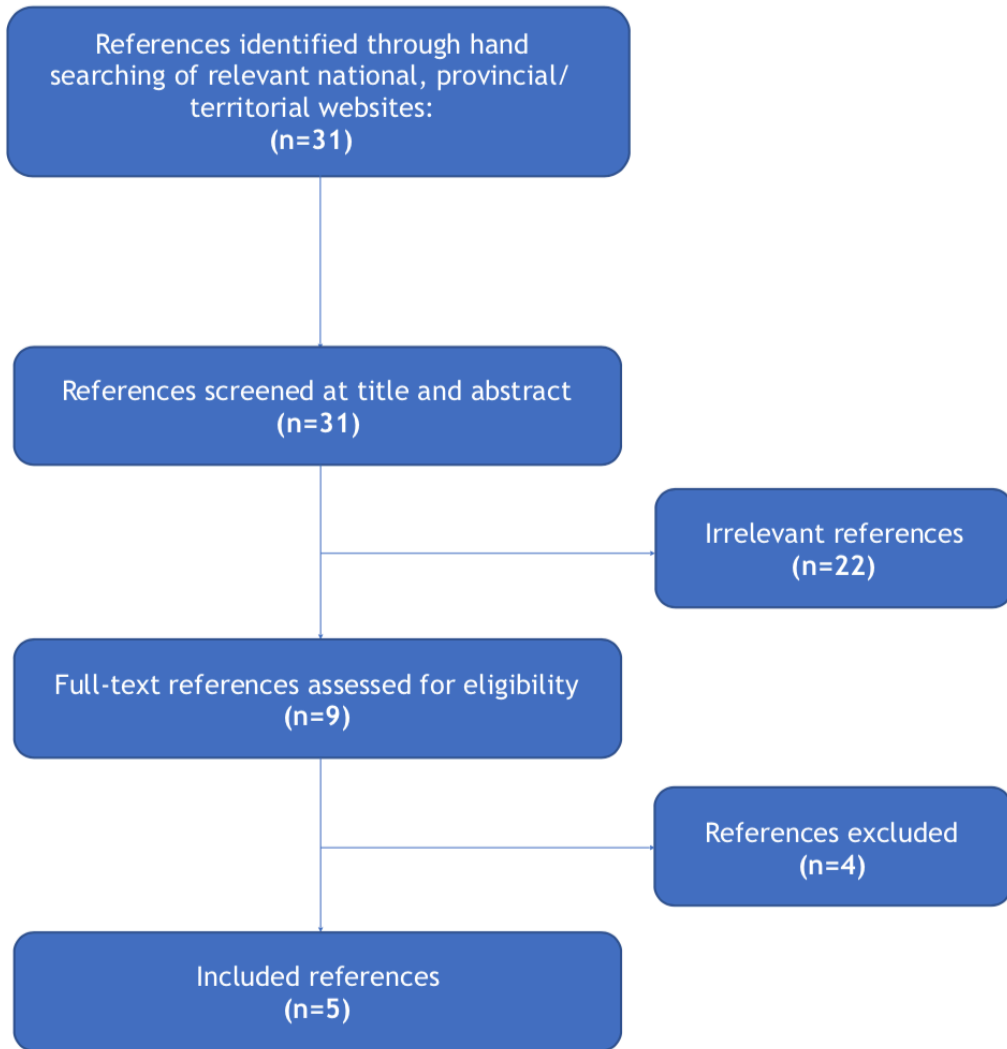 References identified through hand
searching of relevant national, provincial/
territorial websites:
(n=31)
References screened at title and abstract
(n=31)
Irrelevant references
(n=22)
Full-text references assessed for eligibility
(n=9)
References excluded
(n=4)
Included references
(n=5)